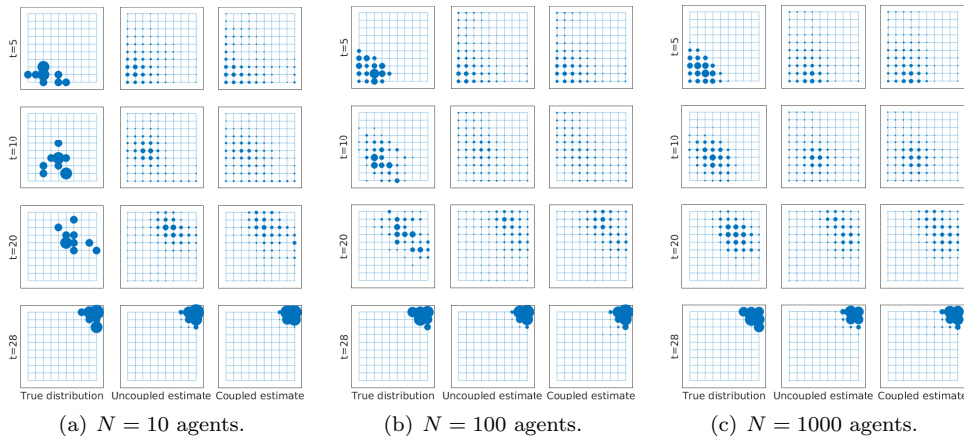 t=5
t=10
t=20
t=28
True distribution Uncoupled estimate Coupled estimate
(a) N = 10 agents.
t=5
t=10
t=20
t=28
True distribution Uncoupled estimate Coupled estimate
(b) N = 100 agents.
t=5
t=10
t=20
t=28
True distribution Uncoupled estimate Coupled estimate
(c) N = 1000 agents.